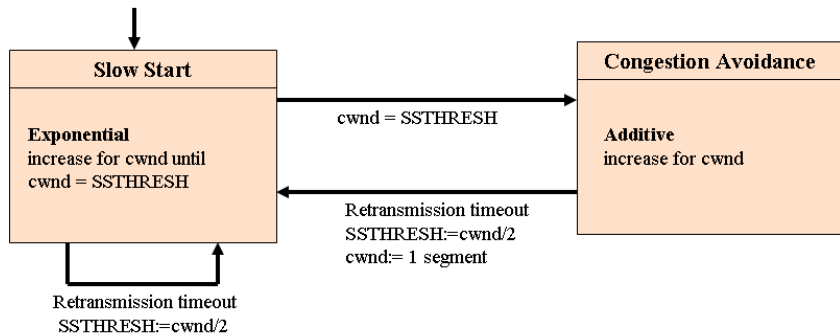 Slow Start
Exponential
increase for cwnd until
cwnd = SSTHRESH
cwnd = SSTHRESH
Congestion Avoidance
Additive
increase for cwnd
Retransmission timeout
SSTHRESH:=cwnd/2
cwnd:= 1 segment
Retransmission timeout
SSTHRESH:=cwnd/2